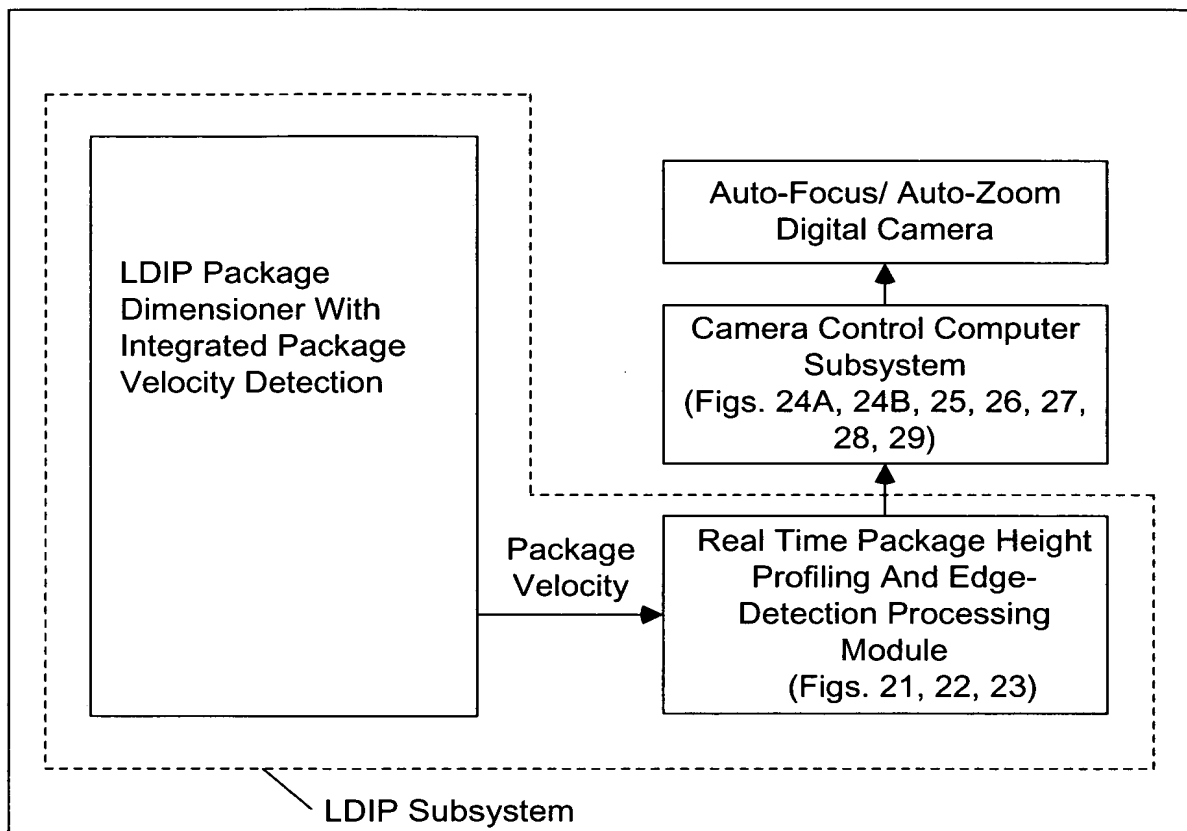 LDIP Package
Dimensioner With
Integrated Package
Velocity Detection
Auto-Focus/ Auto-Zoom
Digital Camera
Camera Control Computer
Subsystem
(Figs. 24A, 24B, 25, 26, 27,
28, 29)
Package
Velocity
Real Time Package Height
Profiling And Edge-
Detection Processing
Module
(Figs. 21, 22, 23)
LDIP Subsystem